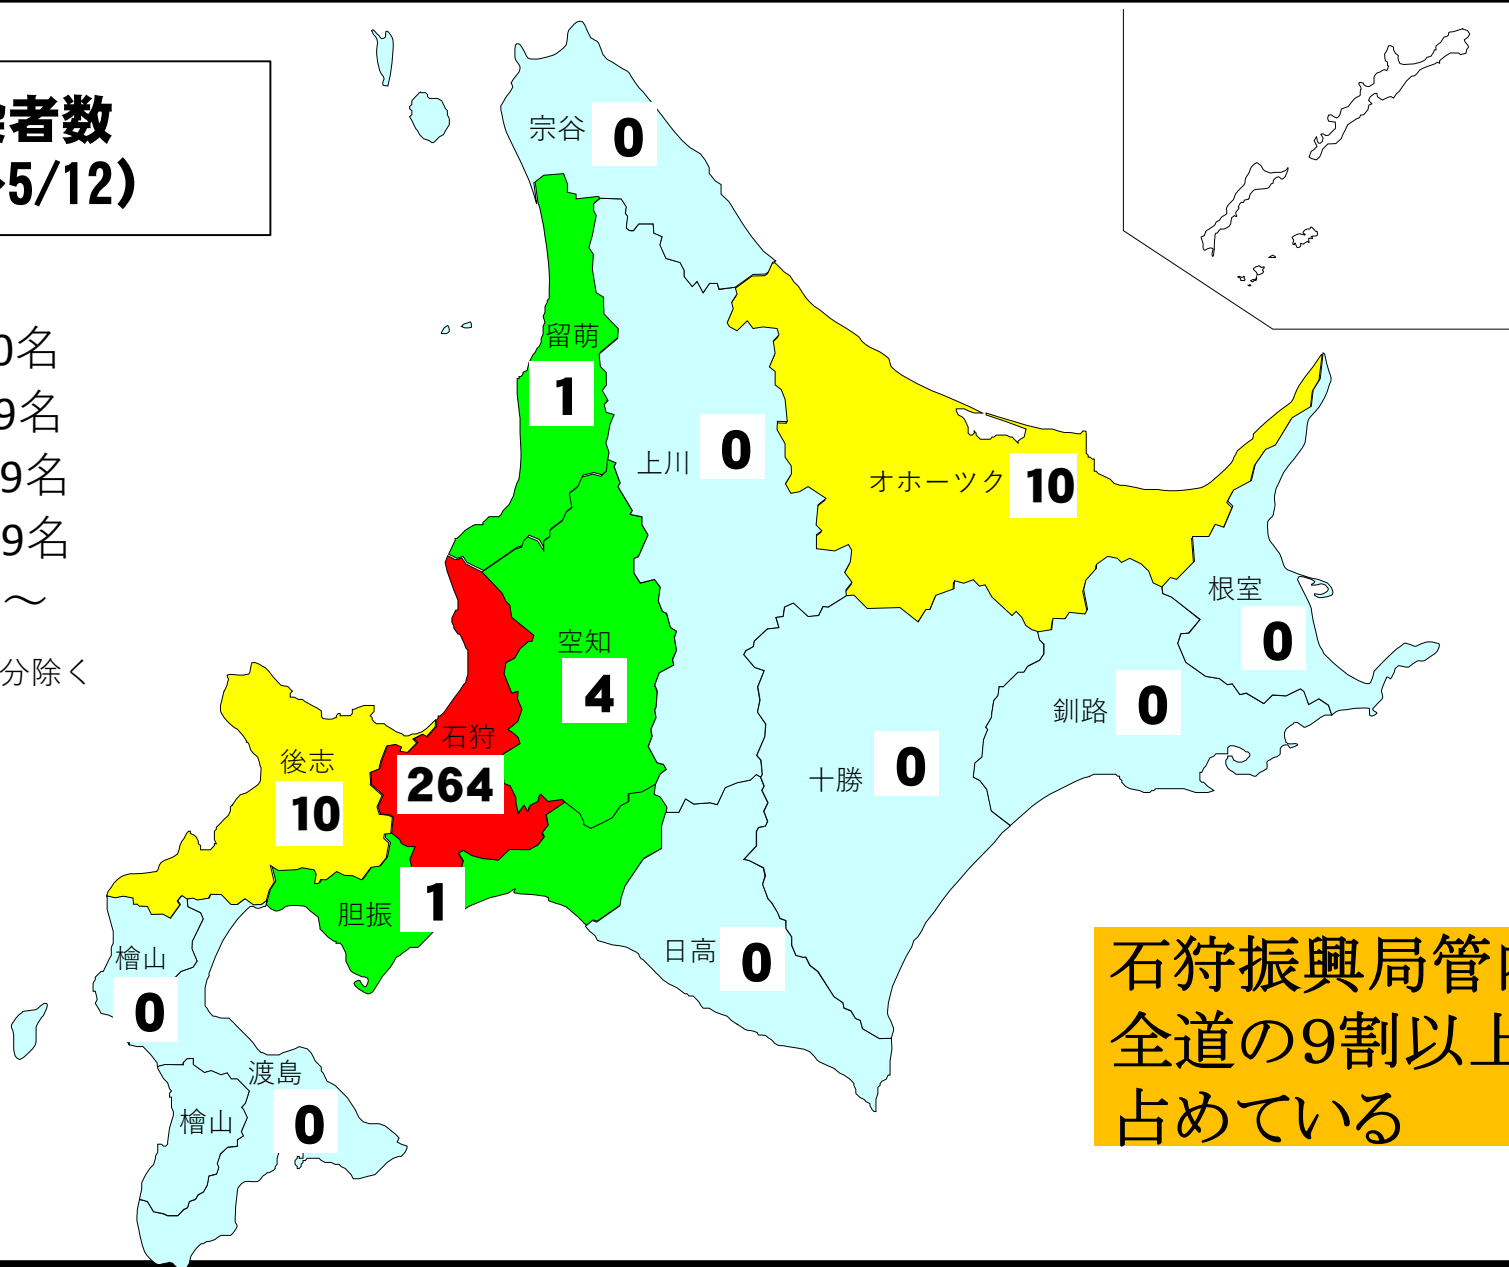 者数
5/12）
0名
9名
9名
9名
～
分除く
宗谷
0
留萌
1
上川
0
オホーツク
10
根室
0
空知
4
釧路
0
石狩
264
後志
10
十勝
0
胆振
1
日高
0
檜山
0
渡島
0
檜山
石狩振興局管内
全道の9割以上
占めている